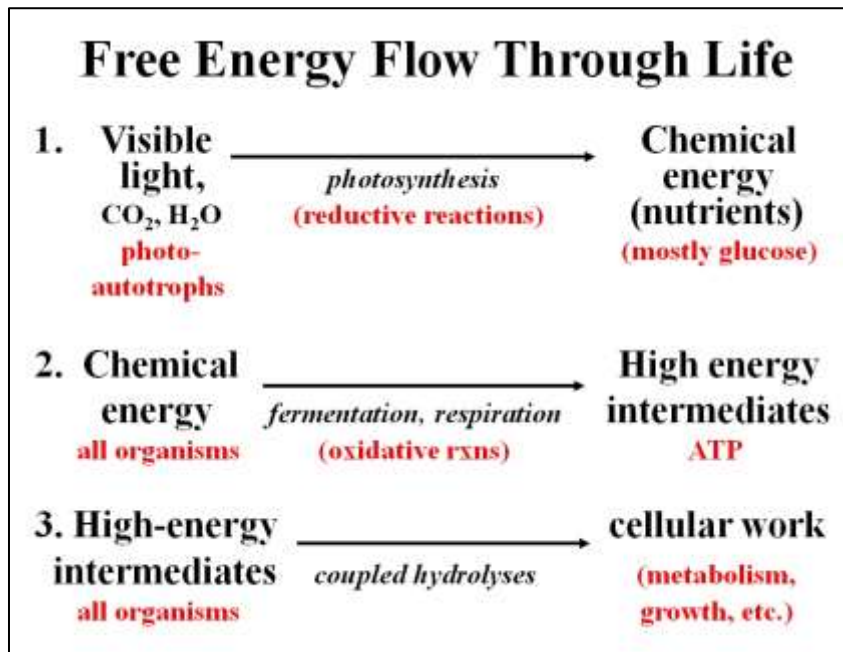 Free Energy Flow Through Life
1. Visible light, CO₂, H₂O
photo-autotrophs
photosynthesis
(reductive reactions)
Chemical energy (nutrients)
(mostly glucose)
2. Chemical energy
all organisms
fermentation, respiration
(oxidative rxns)
High energy intermediates
ATP
3. High-energy intermediates
all organisms
coupled hydrolyses
cellular work
(metabolism, growth, etc.)